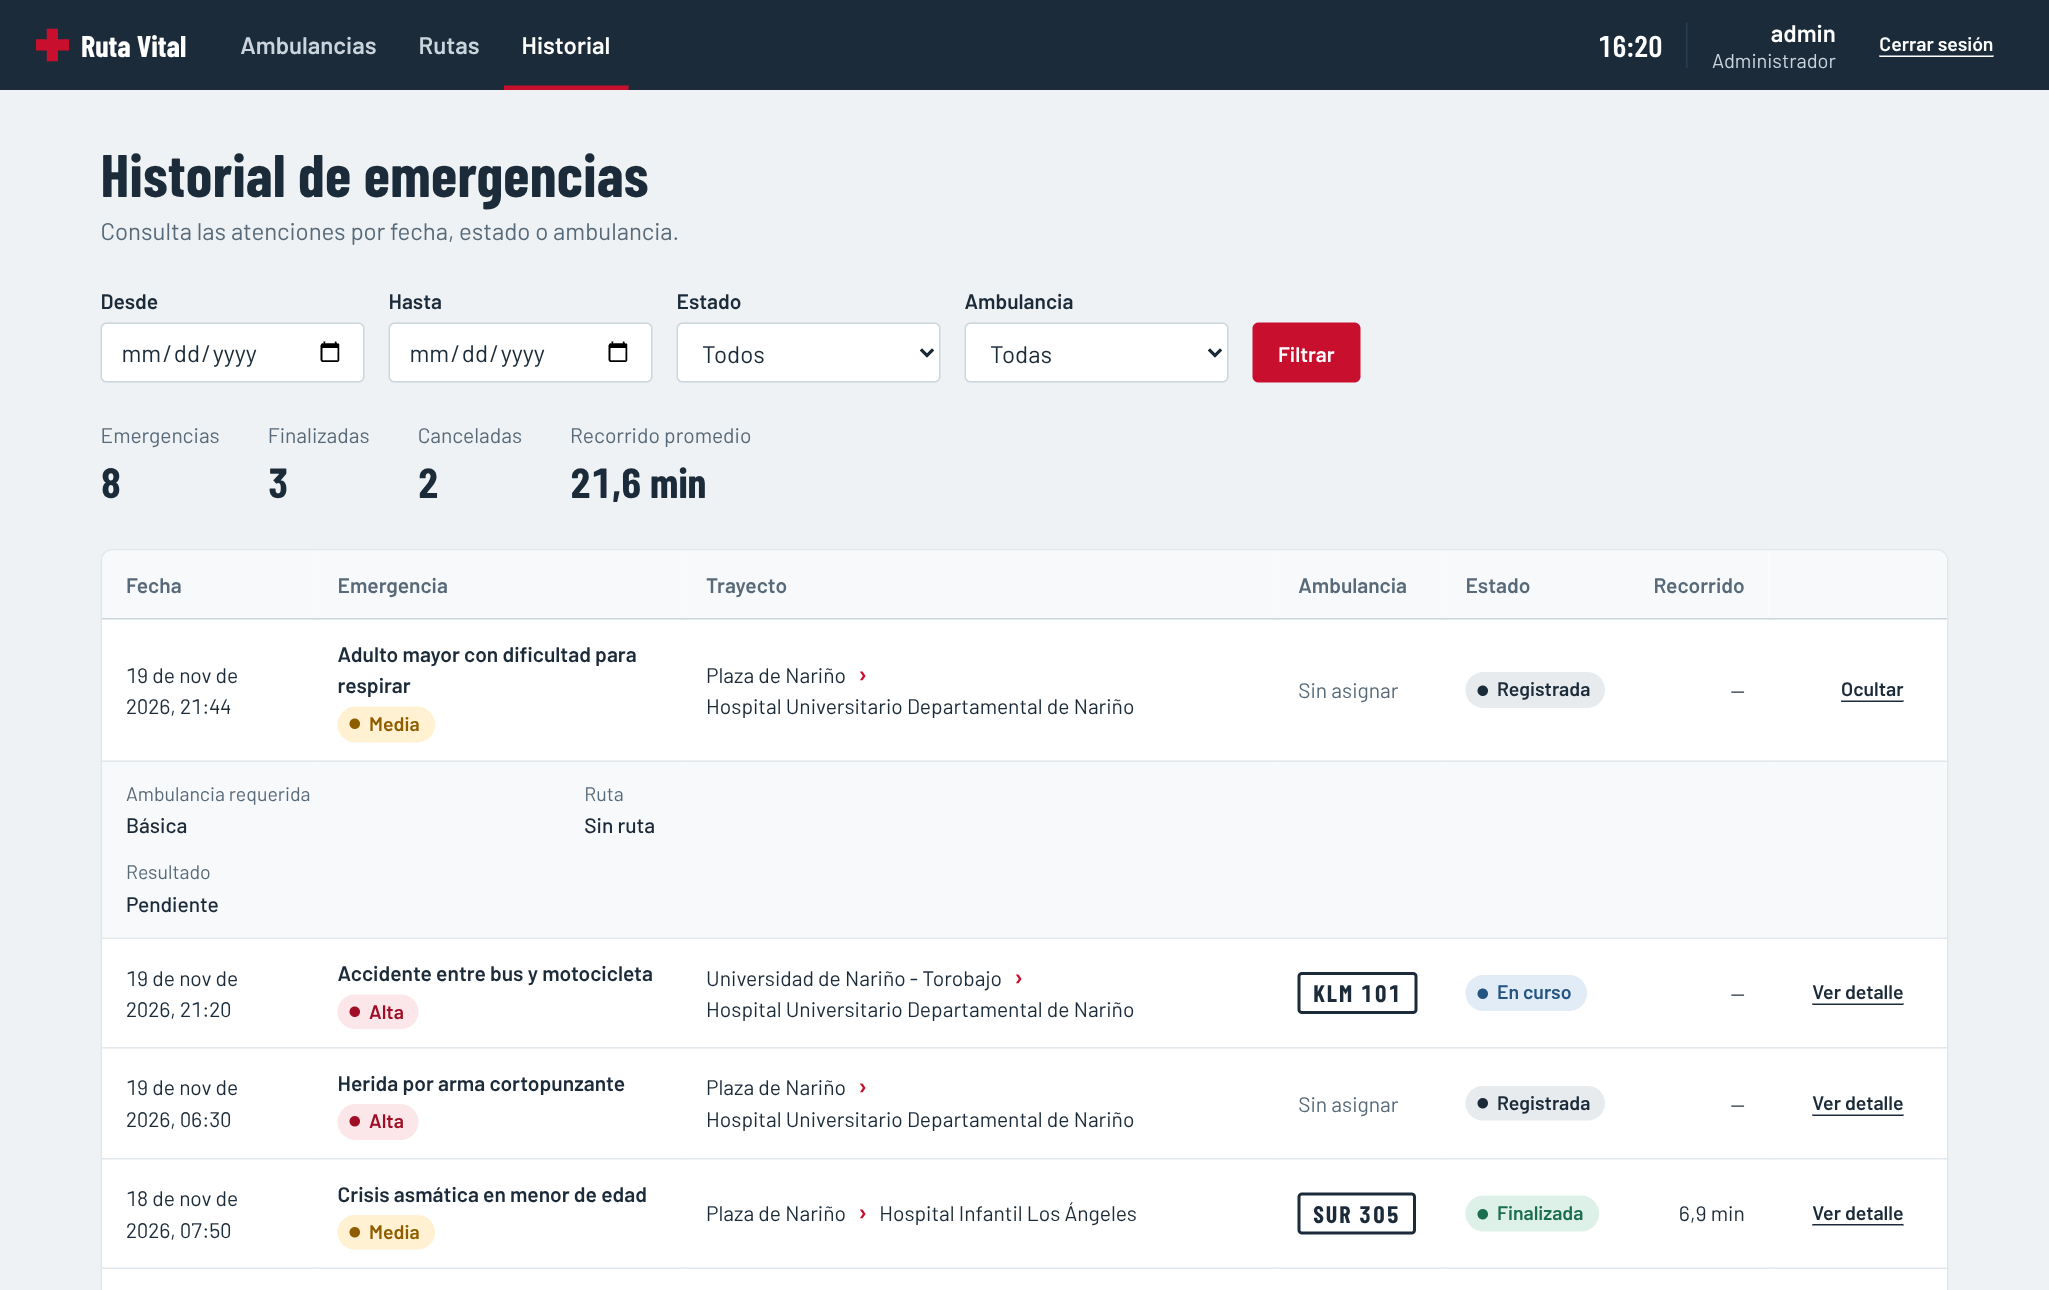 Ruta Vital
Ambulancias
Rutas
Historial
16:20
admin
Administrador
Cerrar sesión
Historial de emergencias
Consulta las atenciones por fecha, estado o ambulancia.
Desde
Hasta
Estado
Ambulancia
mm/dd/yyyy
mm/dd/yyyy
Todos
Todas
Filtrar
Emergencias
8
Finalizadas
3
Canceladas
2
Recorrido promedio
21,6 min
Fecha
Emergencia
Trayecto
Ambulancia
Estado
Recorrido
19 de nov de
2026, 21:44
Adulto mayor con dificultad para
respirar
Media
Plaza de Nariño ›
Hospital Universitario Departamental de Nariño
Sin asignar
Registrada
—
Ocultar
Ambulancia requerida
Básica
Ruta
Sin ruta
Resultado
Pendiente
19 de nov de
2026, 21:20
Accidente entre bus y motocicleta
Alta
Universidad de Nariño - Torobajo ›
Hospital Universitario Departamental de Nariño
KLM 101
En curso
—
Ver detalle
19 de nov de
2026, 06:30
Herida por arma cortopunzante
Alta
Plaza de Nariño ›
Hospital Universitario Departamental de Nariño
Sin asignar
Registrada
—
Ver detalle
18 de nov de
2026, 07:50
Crisis asmática en menor de edad
Media
Plaza de Nariño › Hospital Infantil Los Ángeles
SUR 305
Finalizada
6,9 min
Ver detalle